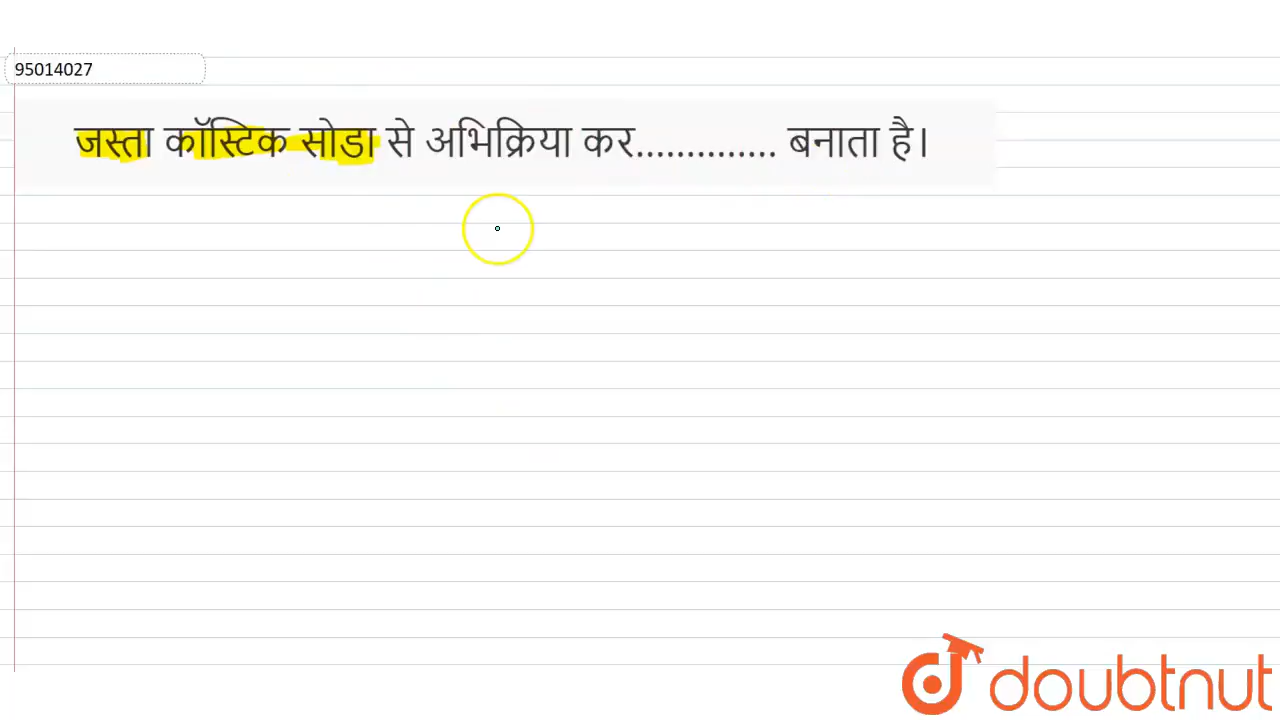 95014027
जस्ता कॉस्टिक सोडा से अभिक्रिया कर.............. बनाता है।
doubtnut